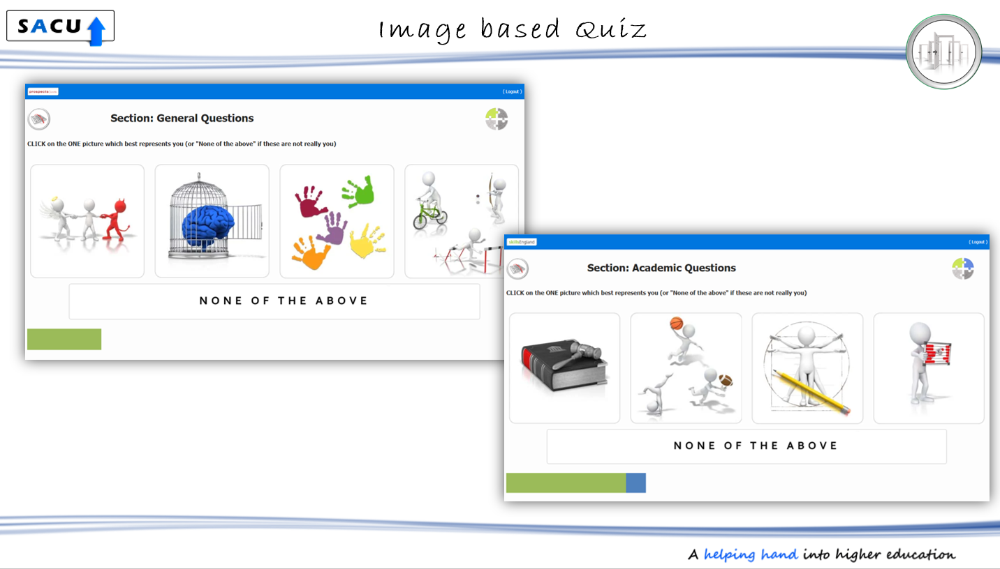 SACU
Image based Quiz
prospects
( Logout )
Section: General Questions
CLICK on the ONE picture which best represents you (or "None of the above" if these are not really you)
NONE OF THE ABOVE
skillsEngland
( Logout )
Section: Academic Questions
CLICK on the ONE picture which best represents you (or "None of the above" if these are not really you)
NONE OF THE ABOVE
A helping hand into higher education